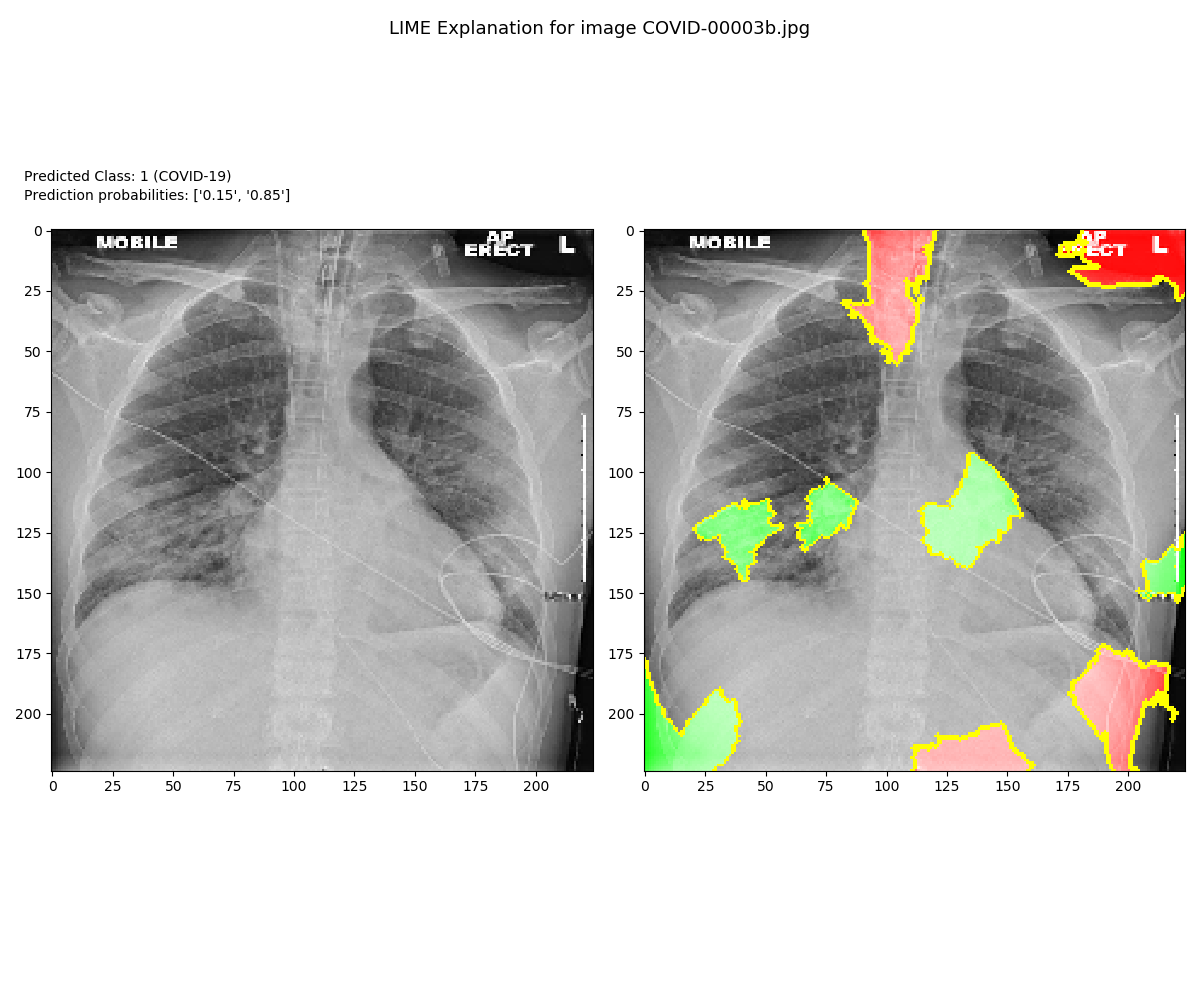 LIME Explanation for image COVID-00003b.jpg
Predicted Class: 1 (COVID-19)
Prediction probabilities: ['0.15', '0.85']
MOBILE
AP
ERECT L
0
25
50
75
100
125
150
175
200
0 25 50 75 100 125 150 175 200
MOBILE
AP
ECT L
0
25
50
75
100
125
150
175
200
0 25 50 75 100 125 150 175 200